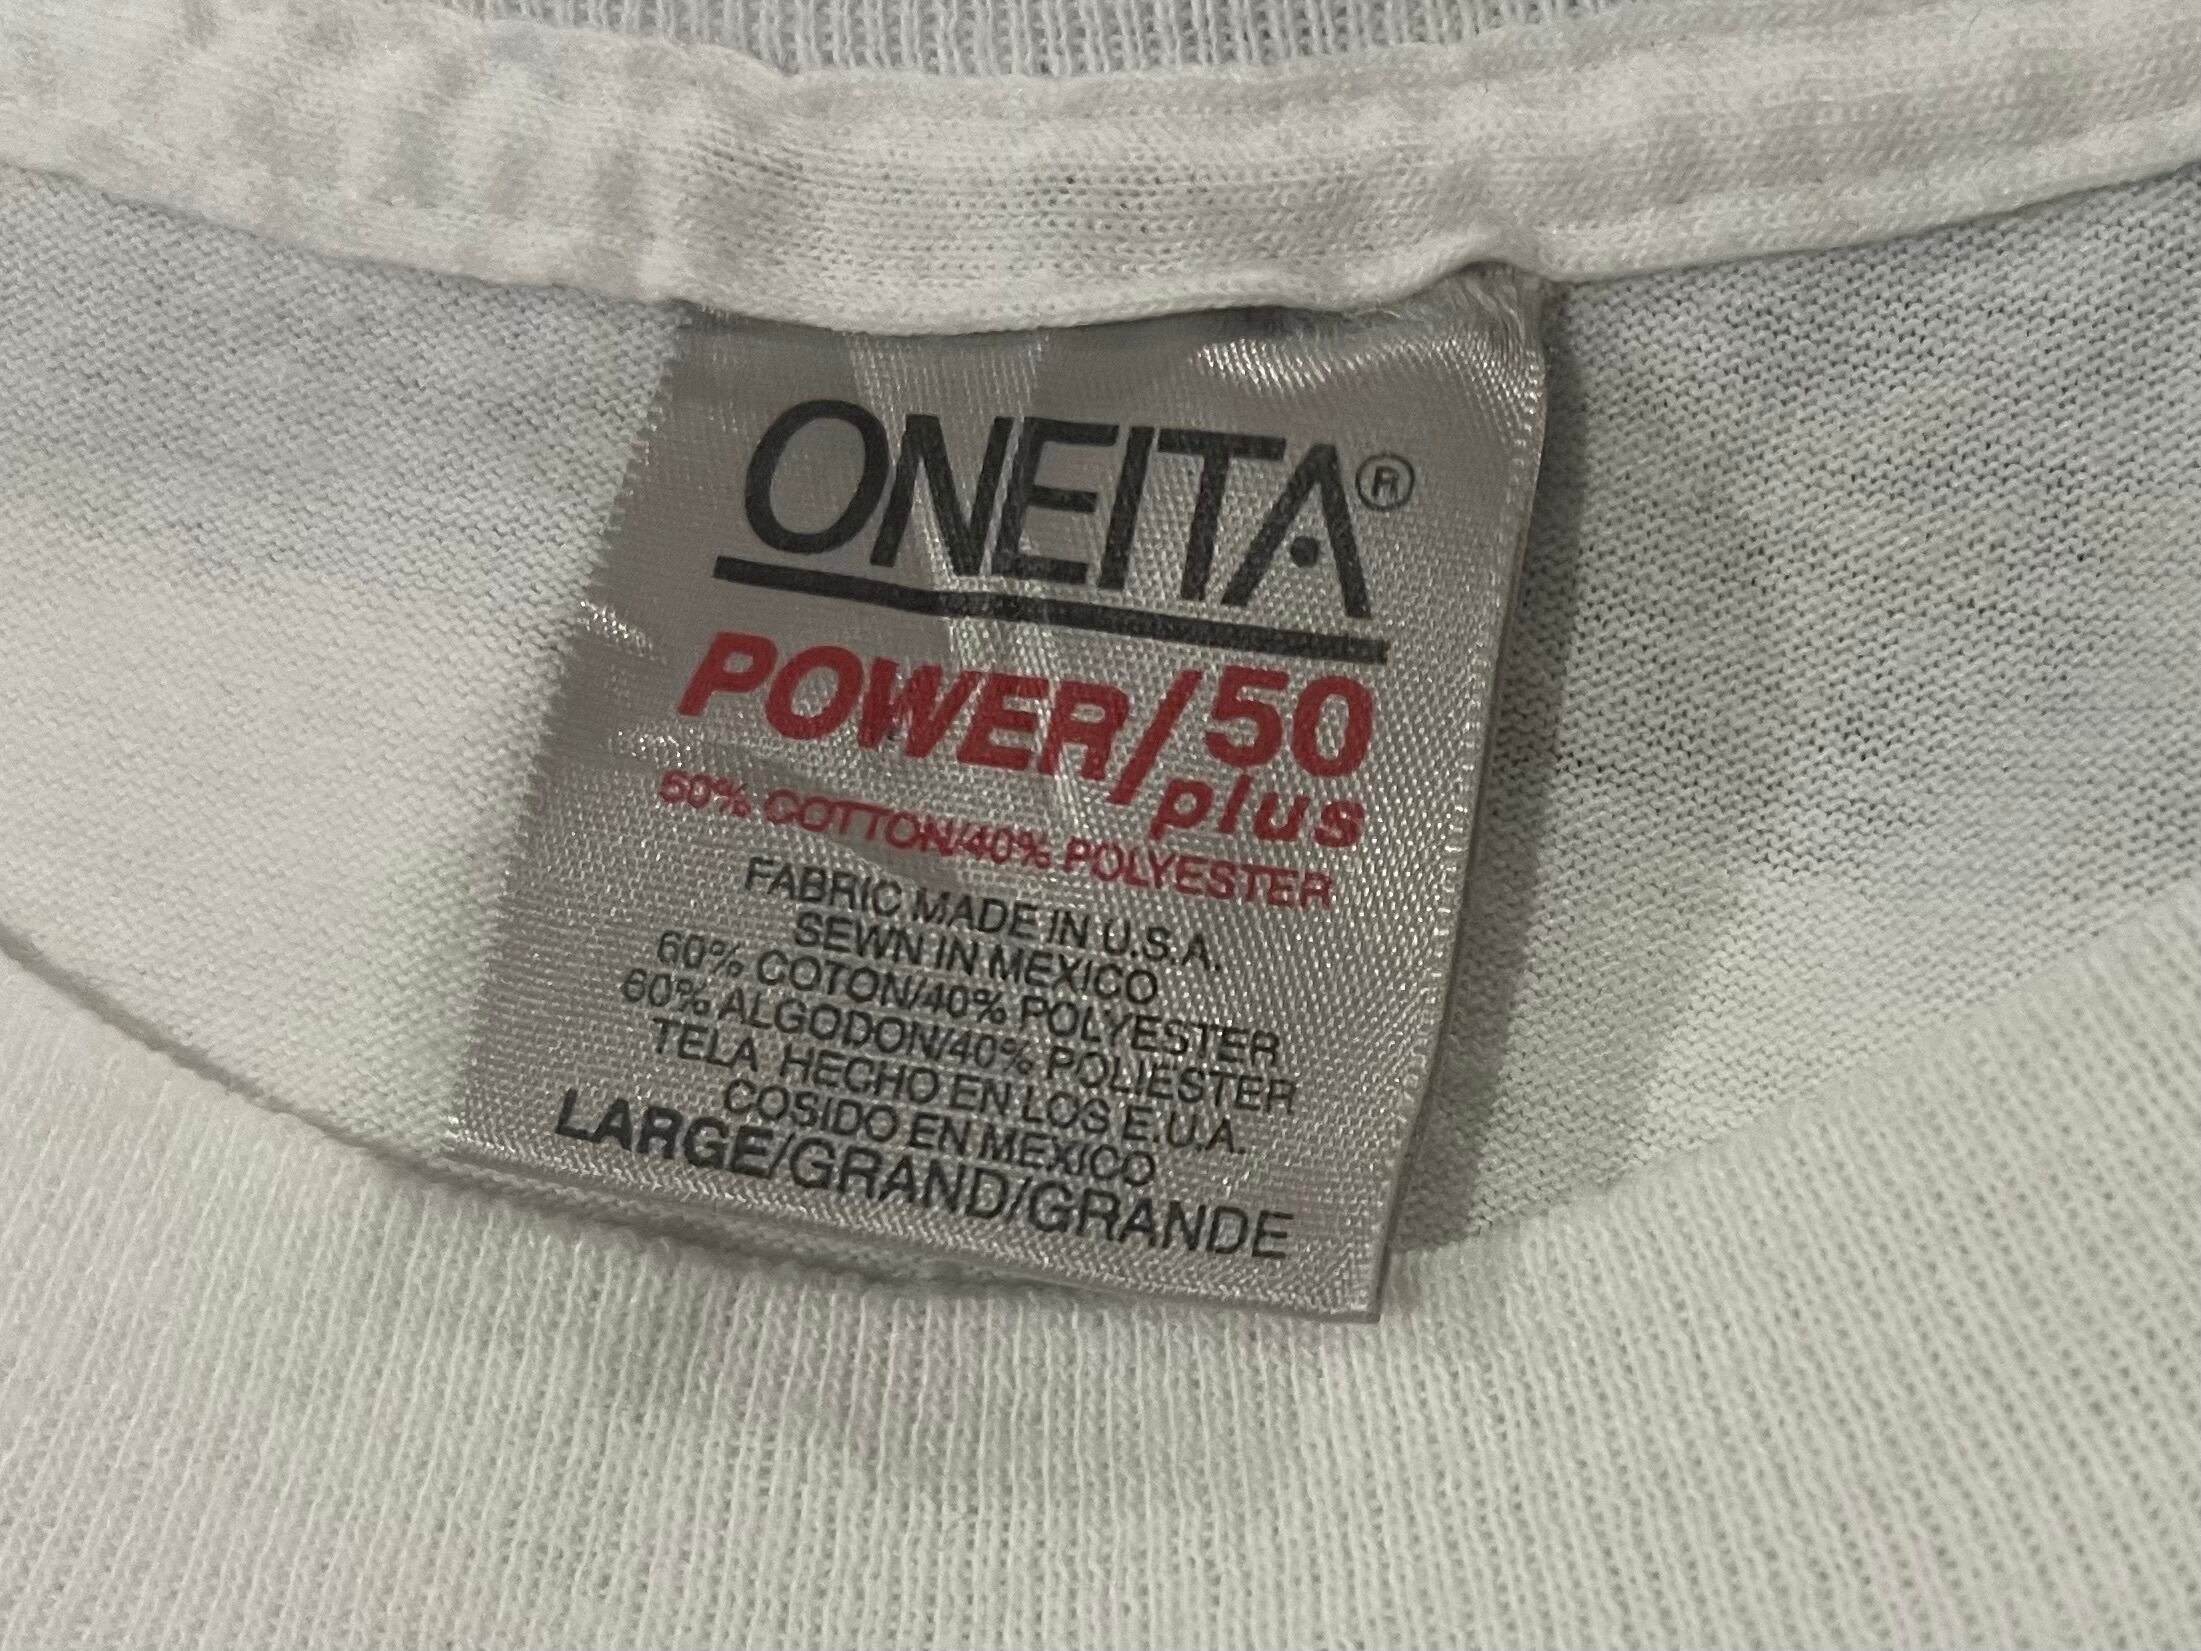 ONEITA®
POWER/50
plus
60% COTTON/40% POLYESTER
FABRIC MADE IN U.S.A.
SEWN IN MEXICO
60% COTON/40% POLYESTER
60% ALGODON/40% POLIESTER
TELA HECHO EN LOS E.U.A.
COSIDO EN MEXICO
LARGE/GRAND/GRANDE